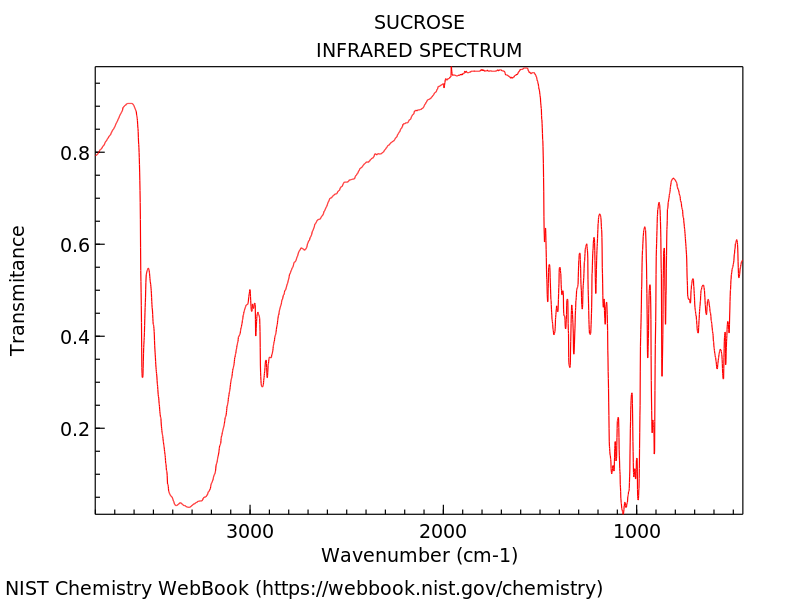 SUCROSE
INFRARED SPECTRUM
0.8
0.6
0.4
0.2
Transmitance
3000
2000
1000
Wavenumber (cm-1)
NIST Chemistry WebBook (https://webbook.nist.gov/chemistry)